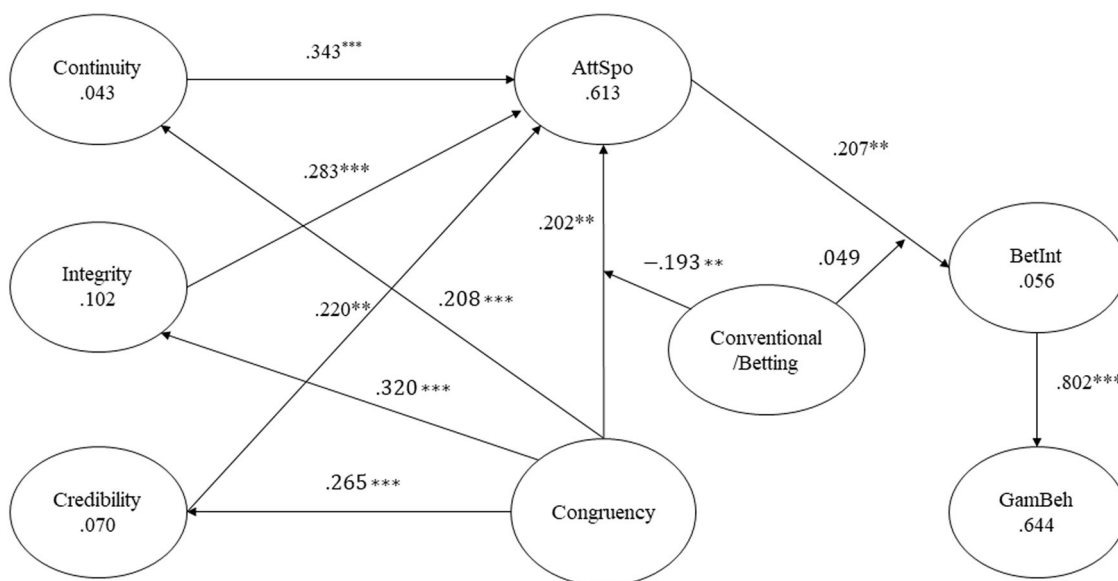 Continuity
.043
.343***
AttSpo
.613
.283***
.207**
.202**
Integrity
.102
−.193**
.049
BetInt
.056
.220**
.208***
Conventional
/Betting
.320***
.802***
Credibility
.070
.265***
Congruency
GamBeh
.644